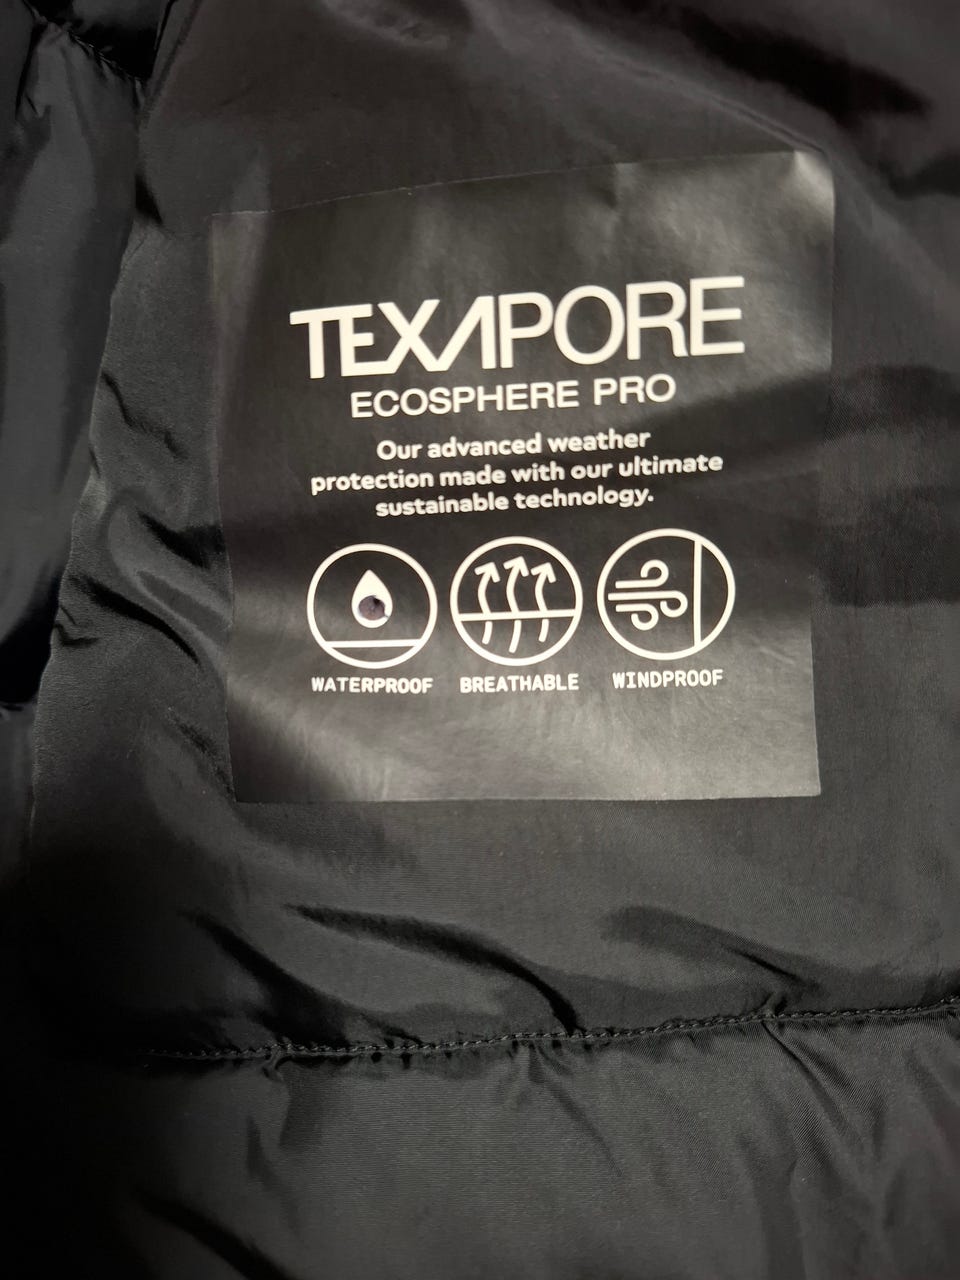 TEXAPORE
ECOSPHERE PRO
Our advanced weather
protection made with our ultimate
sustainable technology.
WATERPROOF BREATHABLE WINDPROOF